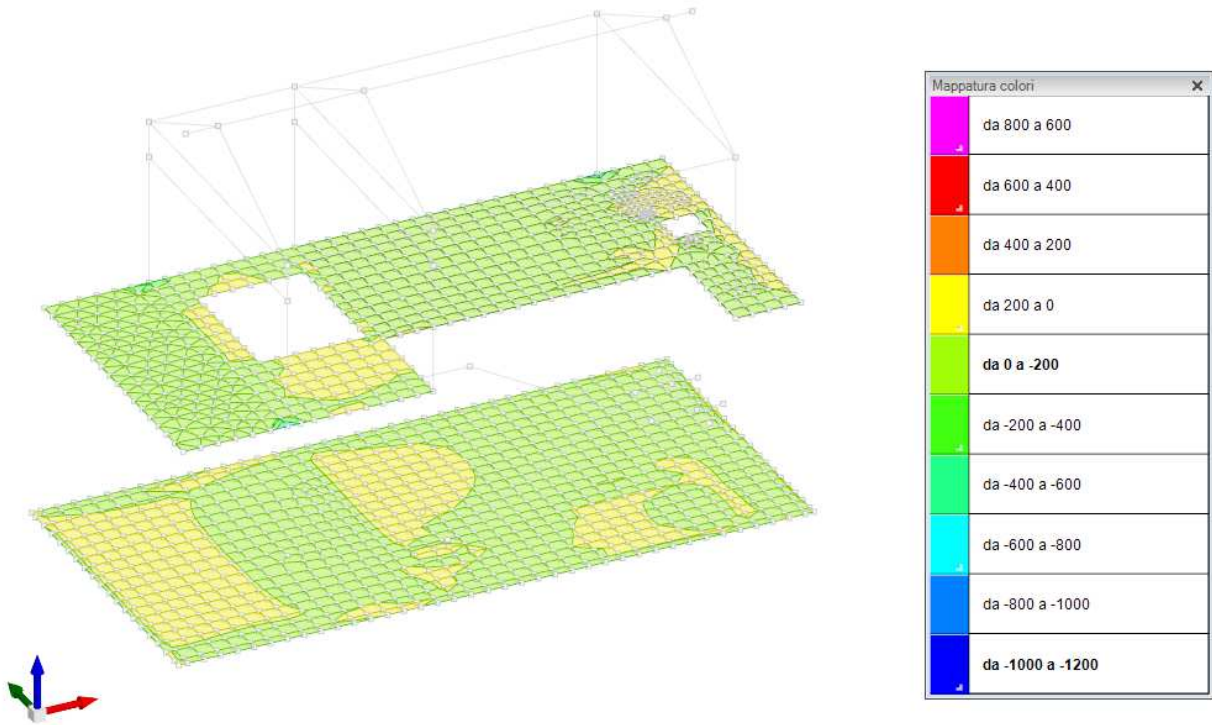 Mappatura colori
da 800 a 600
da 600 a 400
da 400 a 200
da 200 a 0
da 0 a -200
da -200 a -400
da -400 a -600
da -600 a -800
da -800 a -1000
da -1000 a -1200